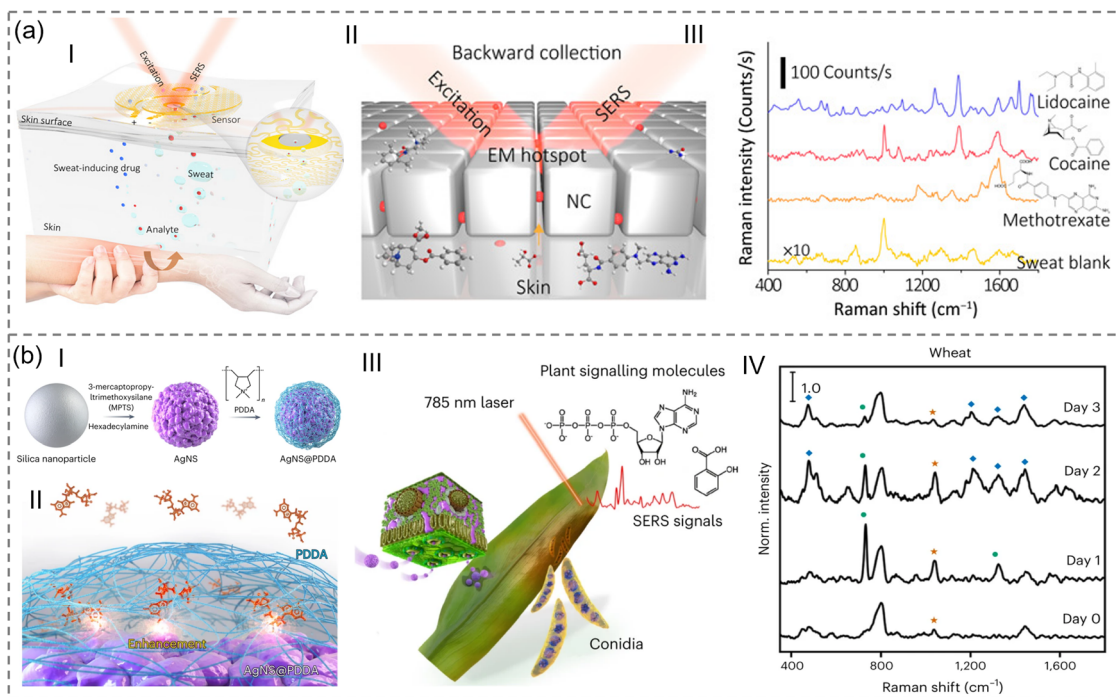 (a)
I
Excitation
SERS
Sensor
Skin surface
Sweat-inducing drug
Sweat
Analyte
Skin
II
Backward collection
Excitation
SERS
EM hotspot
NC
Skin
III
100 Counts/s
Raman intensity (Counts/s)
Lidocaine
Cocaine
Methotrexate
×10
Sweat blank
400
800
1200
1600
Raman shift (cm⁻¹)
(b)
I
3-mercaptopropy-
ltrimethoxysilane
(MPTS)
Hexadecylamine
N⁺
n
PDDA
Silica nanoparticle
AgNS
AgNS@PDDA
II
PDDA
Enhancement
AgNS@PDDA
III
Plant signalling molecules
785 nm laser
NH₂
OH OH
OH
SERS signals
Conidia
IV
Wheat
1.0
Day 3
Day 2
Day 1
Day 0
Norm. intensity
400
800
1,200
1,600
Raman shift (cm⁻¹)